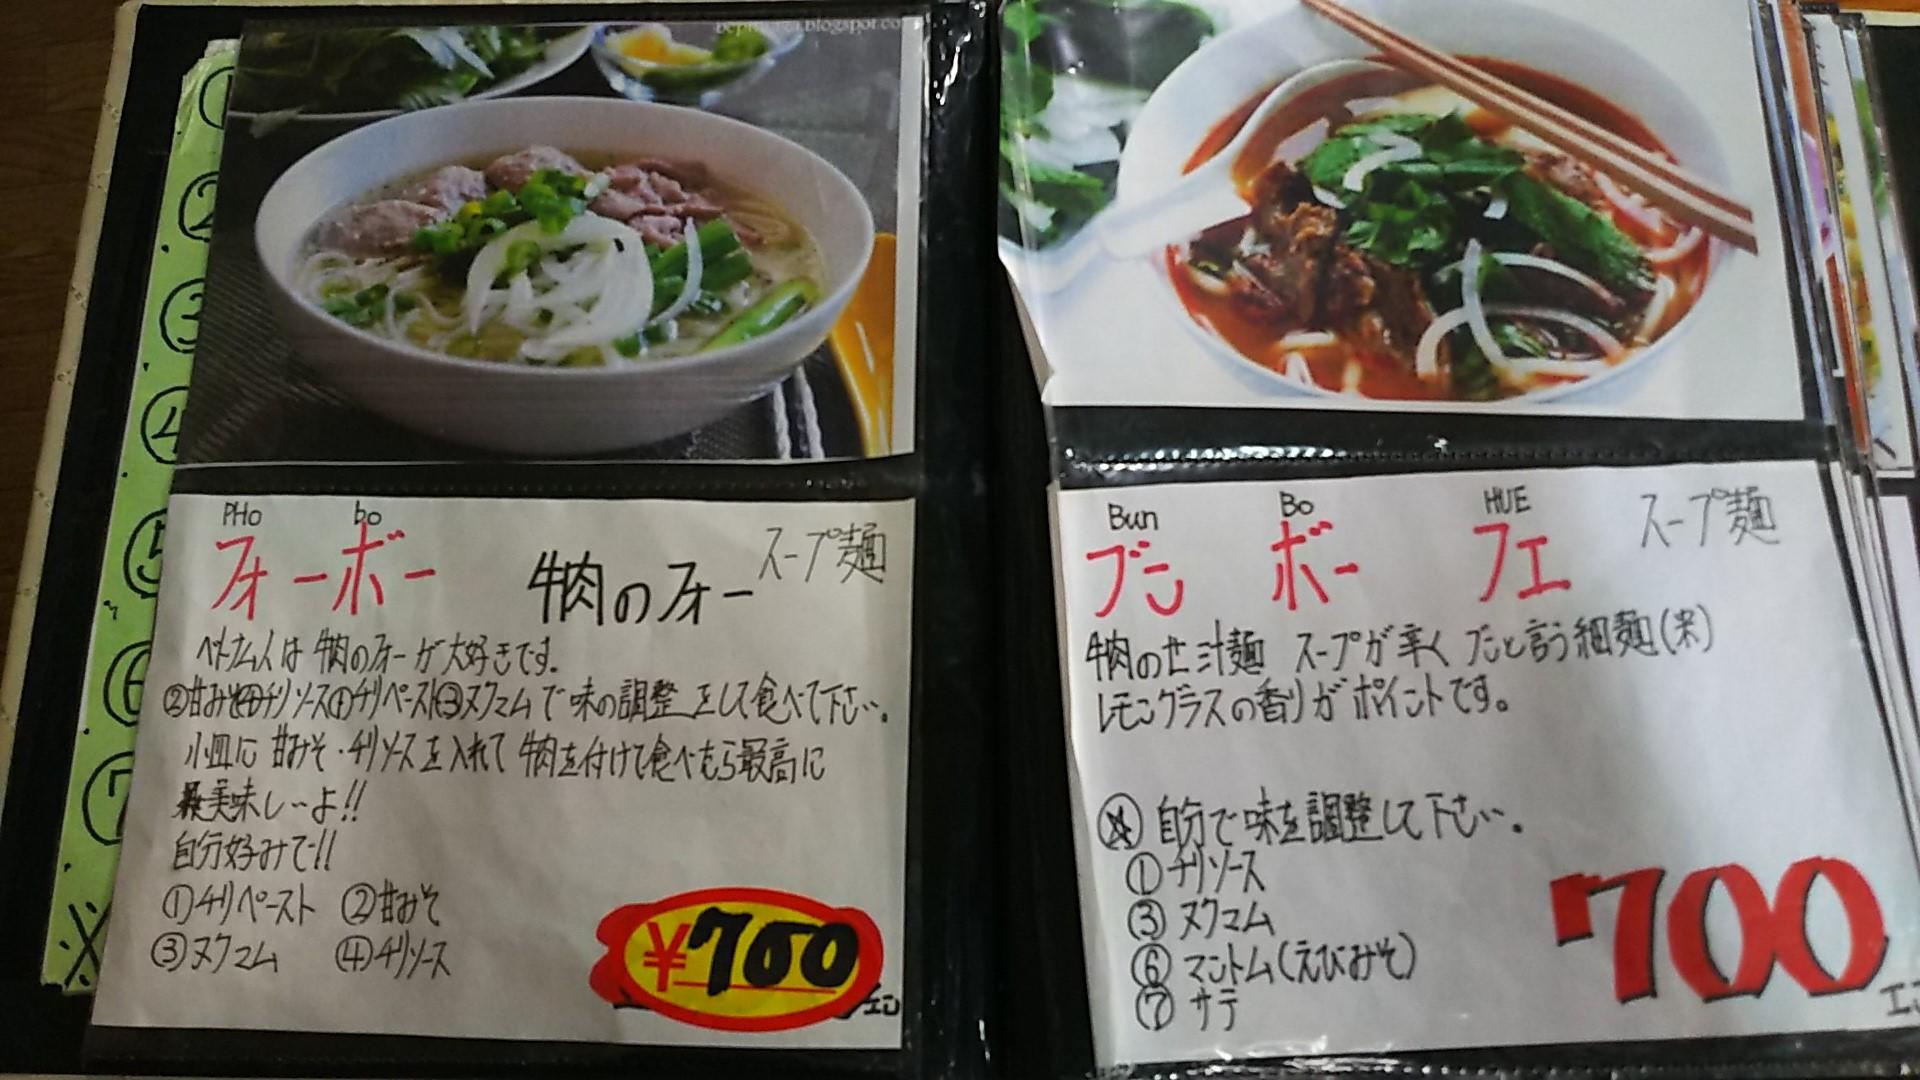 ①
②
③
④
⑤
⑥
⑦
※
PHo bo
フォーボー 牛肉のフォー スープ麺
ベトナム人は牛肉のフォーが大好きです。
②甘みそ④チリソース①チリペースト③ヌクマムで味の調整をして食べて下さい。
小皿に甘みそ・チリソースを入れて牛肉を付けて食べたら最高に
美味しいよ!!
自分好みで!!
①チリペースト ②甘みそ
③ヌクマム ④チリソース
¥700
エン
Bun Bo HUE
ブン ボー フエ スープ麺
牛肉の 汁麺 スープが辛く ブンと言う細麺(米)
レモングラスの香りがポイントです。
自分で味を調整して下さい。
①チリソース
③ヌクマム
⑥マントム(えびみそ)
⑦サテ
700